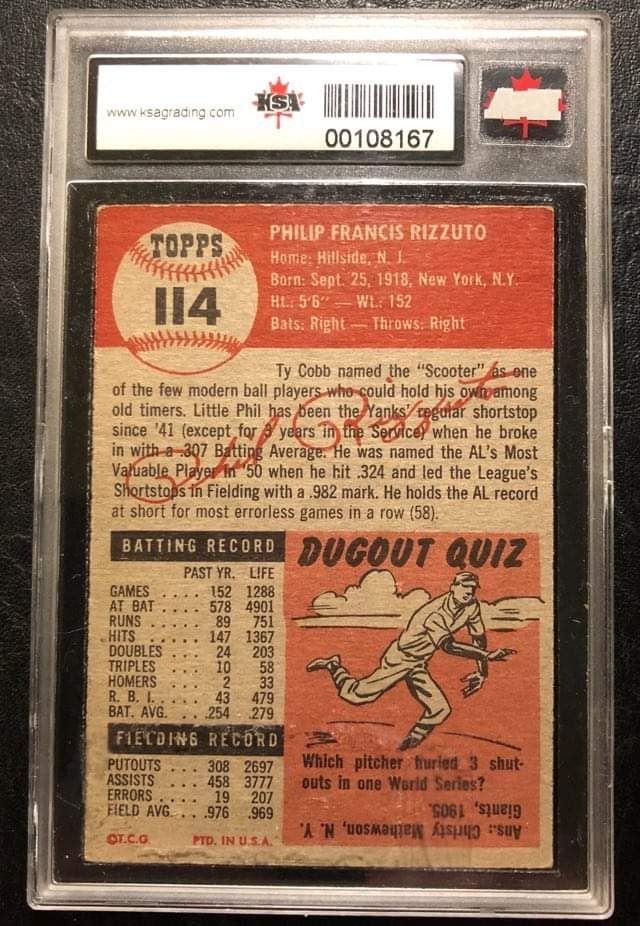 www.ksagrading.com
KSA
00108167
TOPPS
114
PHILIP FRANCIS RIZZUTO
Home: Hillside, N. J.
Born: Sept. 25, 1918, New York, N.Y.
Ht.: 5'6" — Wt.: 152
Bats: Right — Throws: Right
Ty Cobb named the "Scooter" as one
of the few modern ball players who could hold his own among
old timers. Little Phil has been the Yanks' regular shortstop
since '41 (except for 3 years in the Service) when he broke
in with a .307 Batting Average. He was named the AL's Most
Valuable Player in '50 when he hit .324 and led the League's
Shortstops in Fielding with a .982 mark. He holds the AL record
at short for most errorless games in a row (58).
Phil Rizzuto
BATTING RECORD
PAST YR. LIFE
GAMES .... 152 1288
AT BAT .... 578 4901
RUNS .... 89 751
HITS ..... 147 1367
DOUBLES ... 24 203
TRIPLES ... 10 58
HOMERS ... 2 33
R. B. I. .... 43 479
BAT. AVG. .. .254 .279
FIELDING RECORD
PUTOUTS ... 308 2697
ASSISTS ... 458 3777
ERRORS .... 19 207
FIELD AVG. .. .976 .969
©T.C.G. PTD. IN U.S.A.
DUGOUT QUIZ
Which pitcher hurled 3 shut-
outs in one World Series?
Ans.: Christy Mathewson, N. Y.
Giants, 1905.